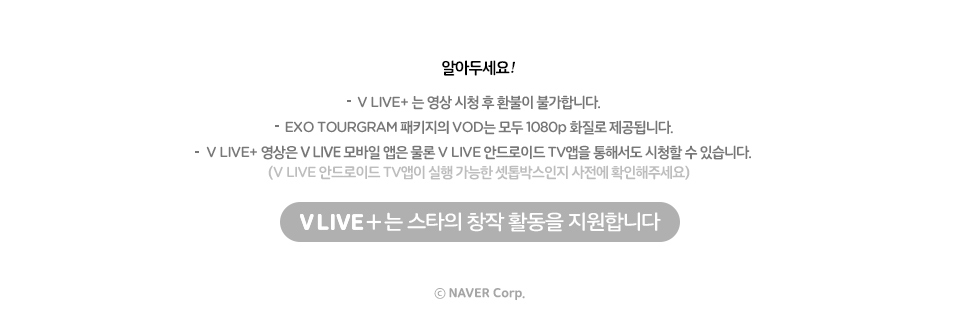 알아두세요!
- V LIVE+ 는 영상 시청 후 환불이 불가합니다.
- EXO TOURGRAM 패키지의 VOD는 모두 1080p 화질로 제공됩니다.
- V LIVE+ 영상은 V LIVE 모바일 앱은 물론 V LIVE 안드로이드 TV앱을 통해서도 시청할 수 있습니다.
(V LIVE 안드로이드 TV앱이 실행 가능한 셋톱박스인지 사전에 확인해주세요)
V LIVE+는 스타의 창작 활동을 지원합니다
ⓒ NAVER Corp.